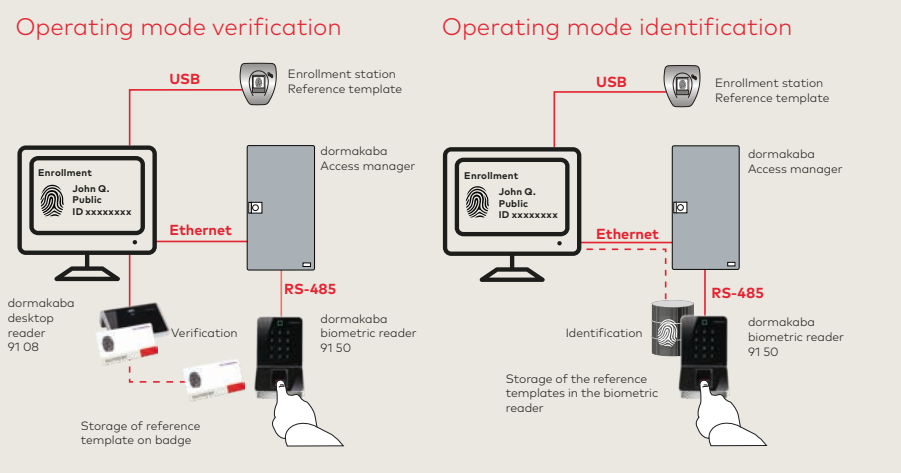 Operating mode verification
USB
Enrollment station
Reference template
dormakaba
Access manager
Enrollment
John Q.
Public
ID xxxxxxxx
Ethernet
RS-485
dormakaba
desktop
reader
91 08
Verification
dormakaba
biometric reader
91 50
Storage of reference
template on badge
Operating mode identification
USB
Enrollment station
Reference template
dormakaba
Access manager
Enrollment
John Q.
Public
ID xxxxxxxx
Ethernet
RS-485
Identification
dormakaba
biometric reader
91 50
Storage of the reference
templates in the biometric
reader